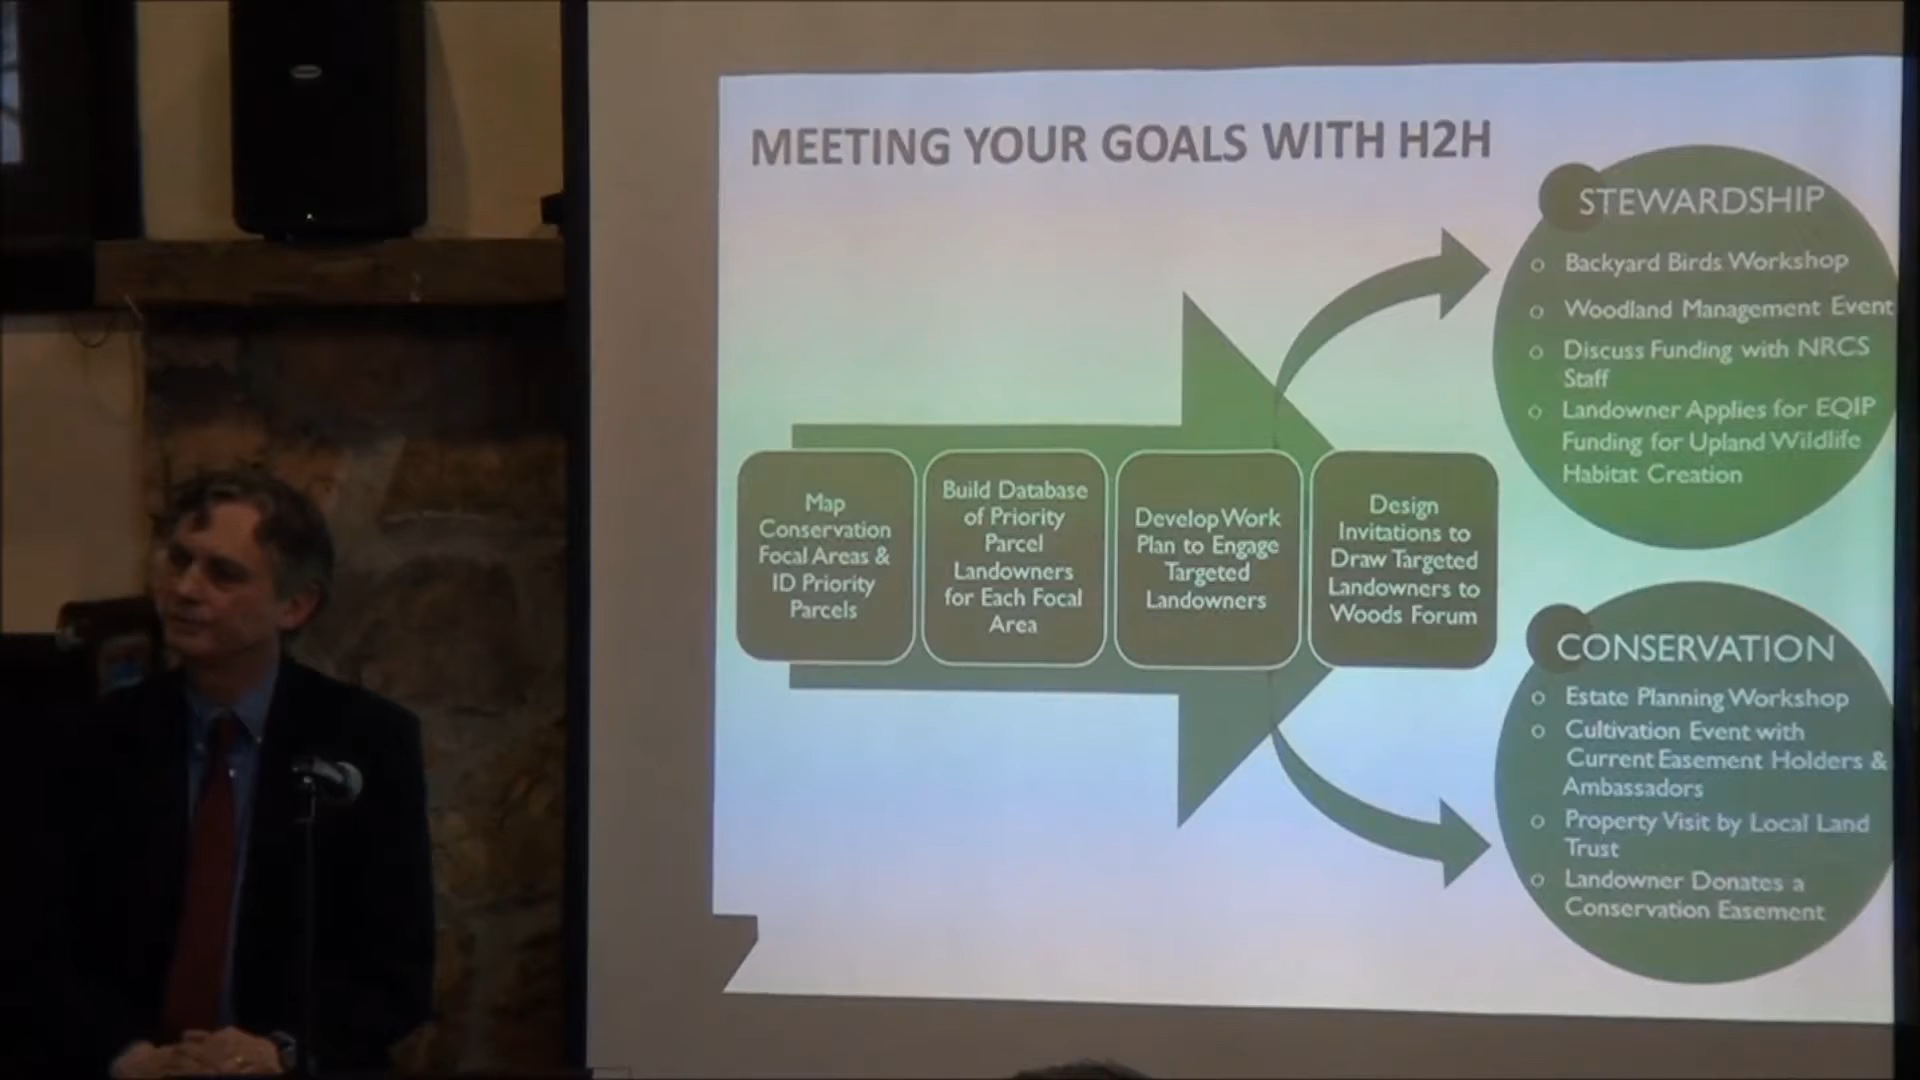 MEETING YOUR GOALS WITH H2H
Map
Conservation
Focal Areas &
ID Priority
Parcels
Build Database
of Priority
Parcel
Landowners
for Each Focal
Area
Develop Work
Plan to Engage
Targeted
Landowners
Design
Invitations to
Draw Targeted
Landowners to
Woods Forum
STEWARDSHIP
o Backyard Birds Workshop
o Woodland Management Event
o Discuss Funding with NRCS
Staff
o Landowner Applies for EQIP
Funding for Upland Wildlife
Habitat Creation
CONSERVATION
o Estate Planning Workshop
o Cultivation Event with
Current Easement Holders &
Ambassadors
o Property Visit by Local Land
Trust
o Landowner Donates a
Conservation Easement